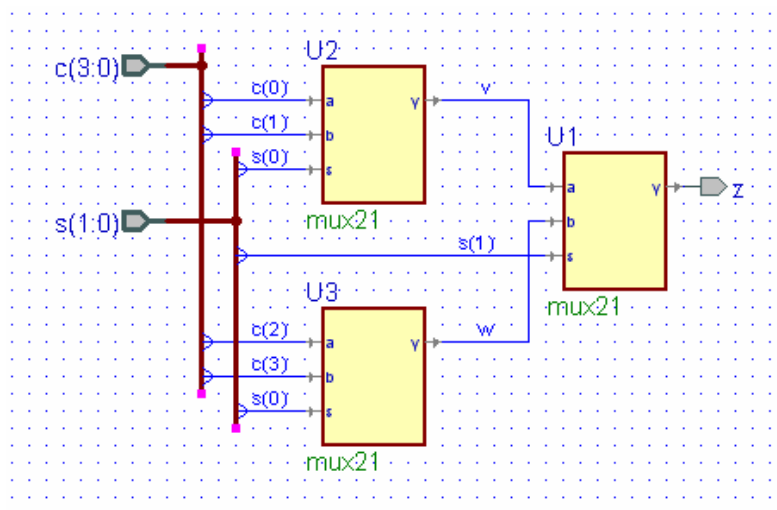 U2
c(3:0)
c(0)
a
y
v
c(1)
b
U1
s(0)
s
a
y
z
mux21
s(1:0)
b
s(1)
s
U3
mux21
c(2)
a
y
w
c(3)
b
s(0)
s
mux21